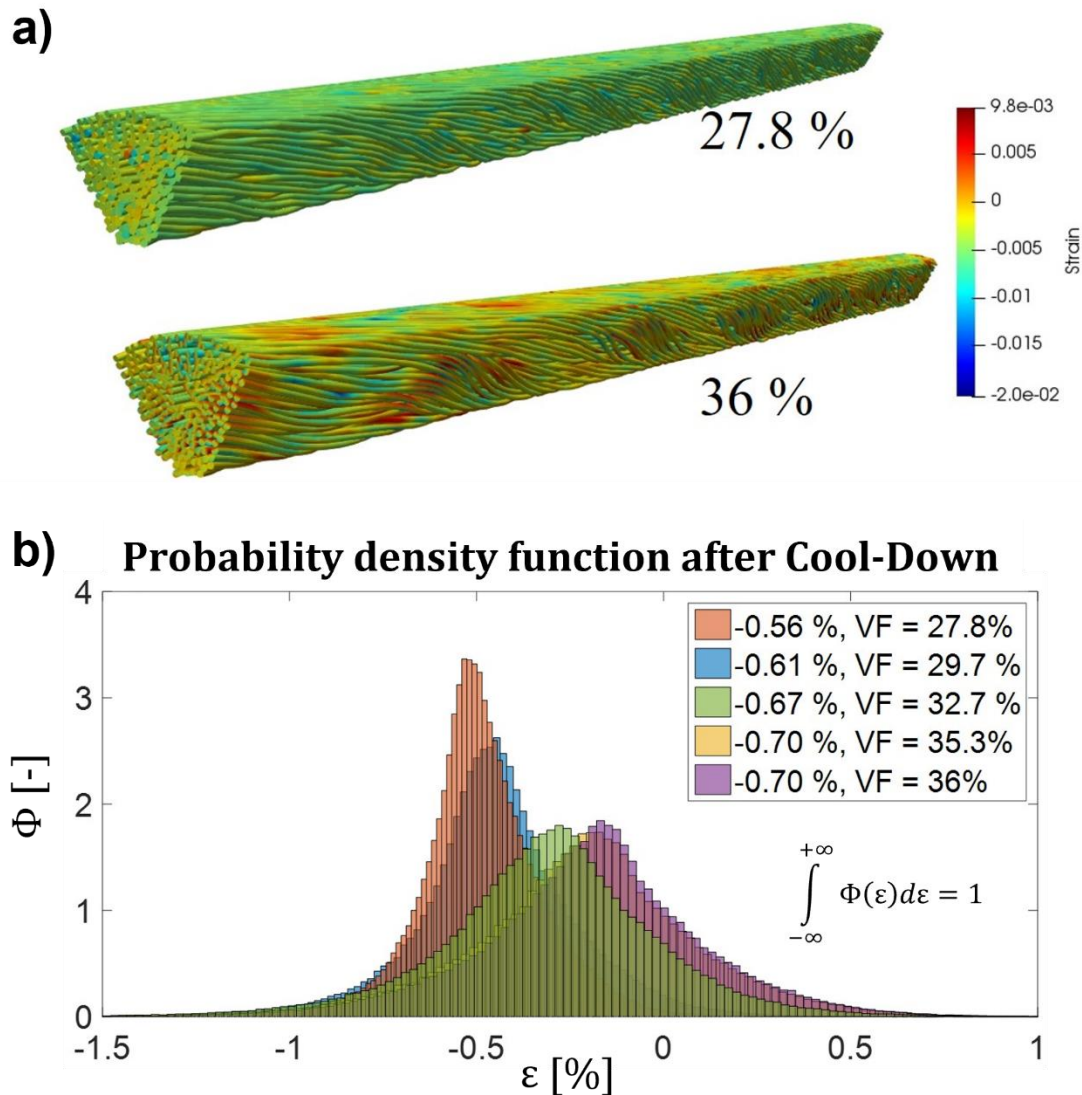 a)
27.8 %
36 %
9.8e-03
0.005
0
-0.005
-0.01
-0.015
-2.0e-02
Strain
b)
Probability density function after Cool-Down
4
3
2
1
0
Φ [-]
-0.56 %, VF = 27.8%
-0.61 %, VF = 29.7 %
-0.67 %, VF = 32.7 %
-0.70 %, VF = 35.3%
-0.70 %, VF = 36%
+∞
∫ Φ(ε)dε = 1
−∞
-1.5 -1 -0.5 0 0.5 1
ε [%]